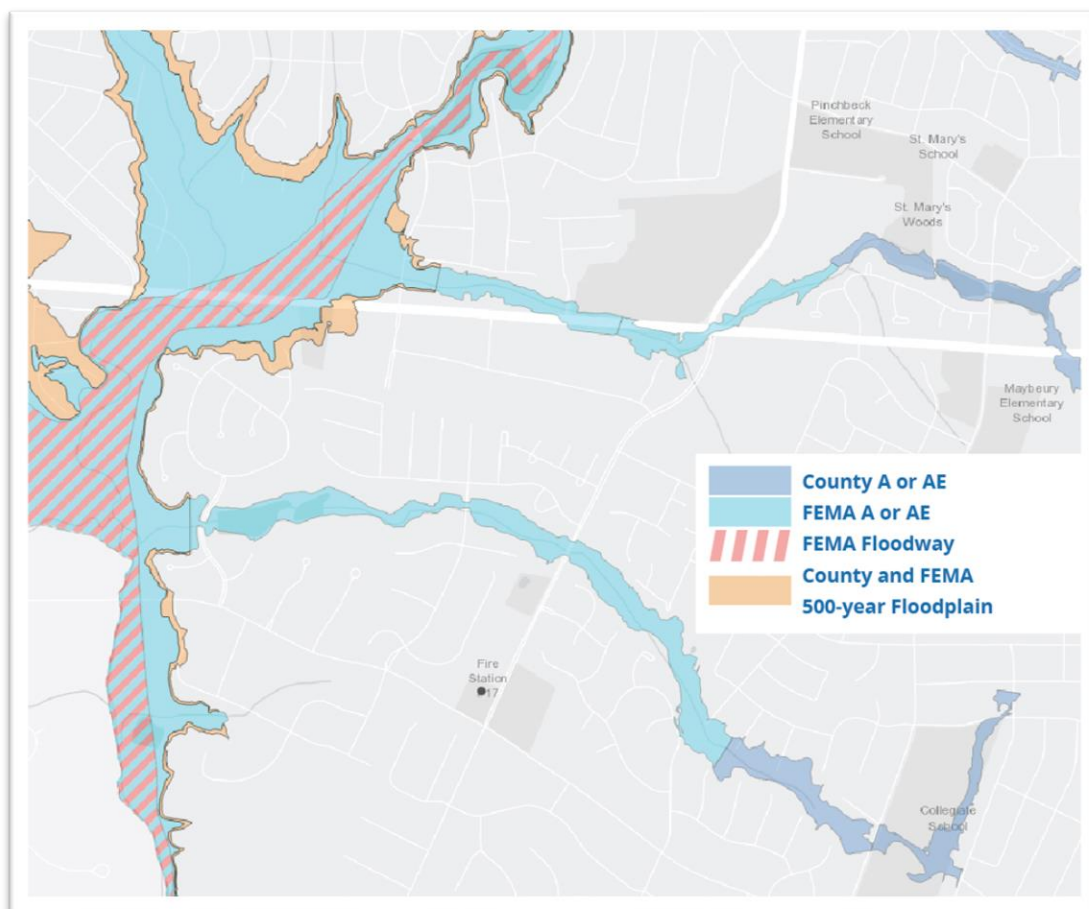 Pinchbeck
Elementary
School
St. Mary's
School
St. Mary's
Woods
Maybeury
Elementary
School
County A or AE
FEMA A or AE
FEMA Floodway
County and FEMA
500-year Floodplain
Fire
Station
17
Collegiate
School